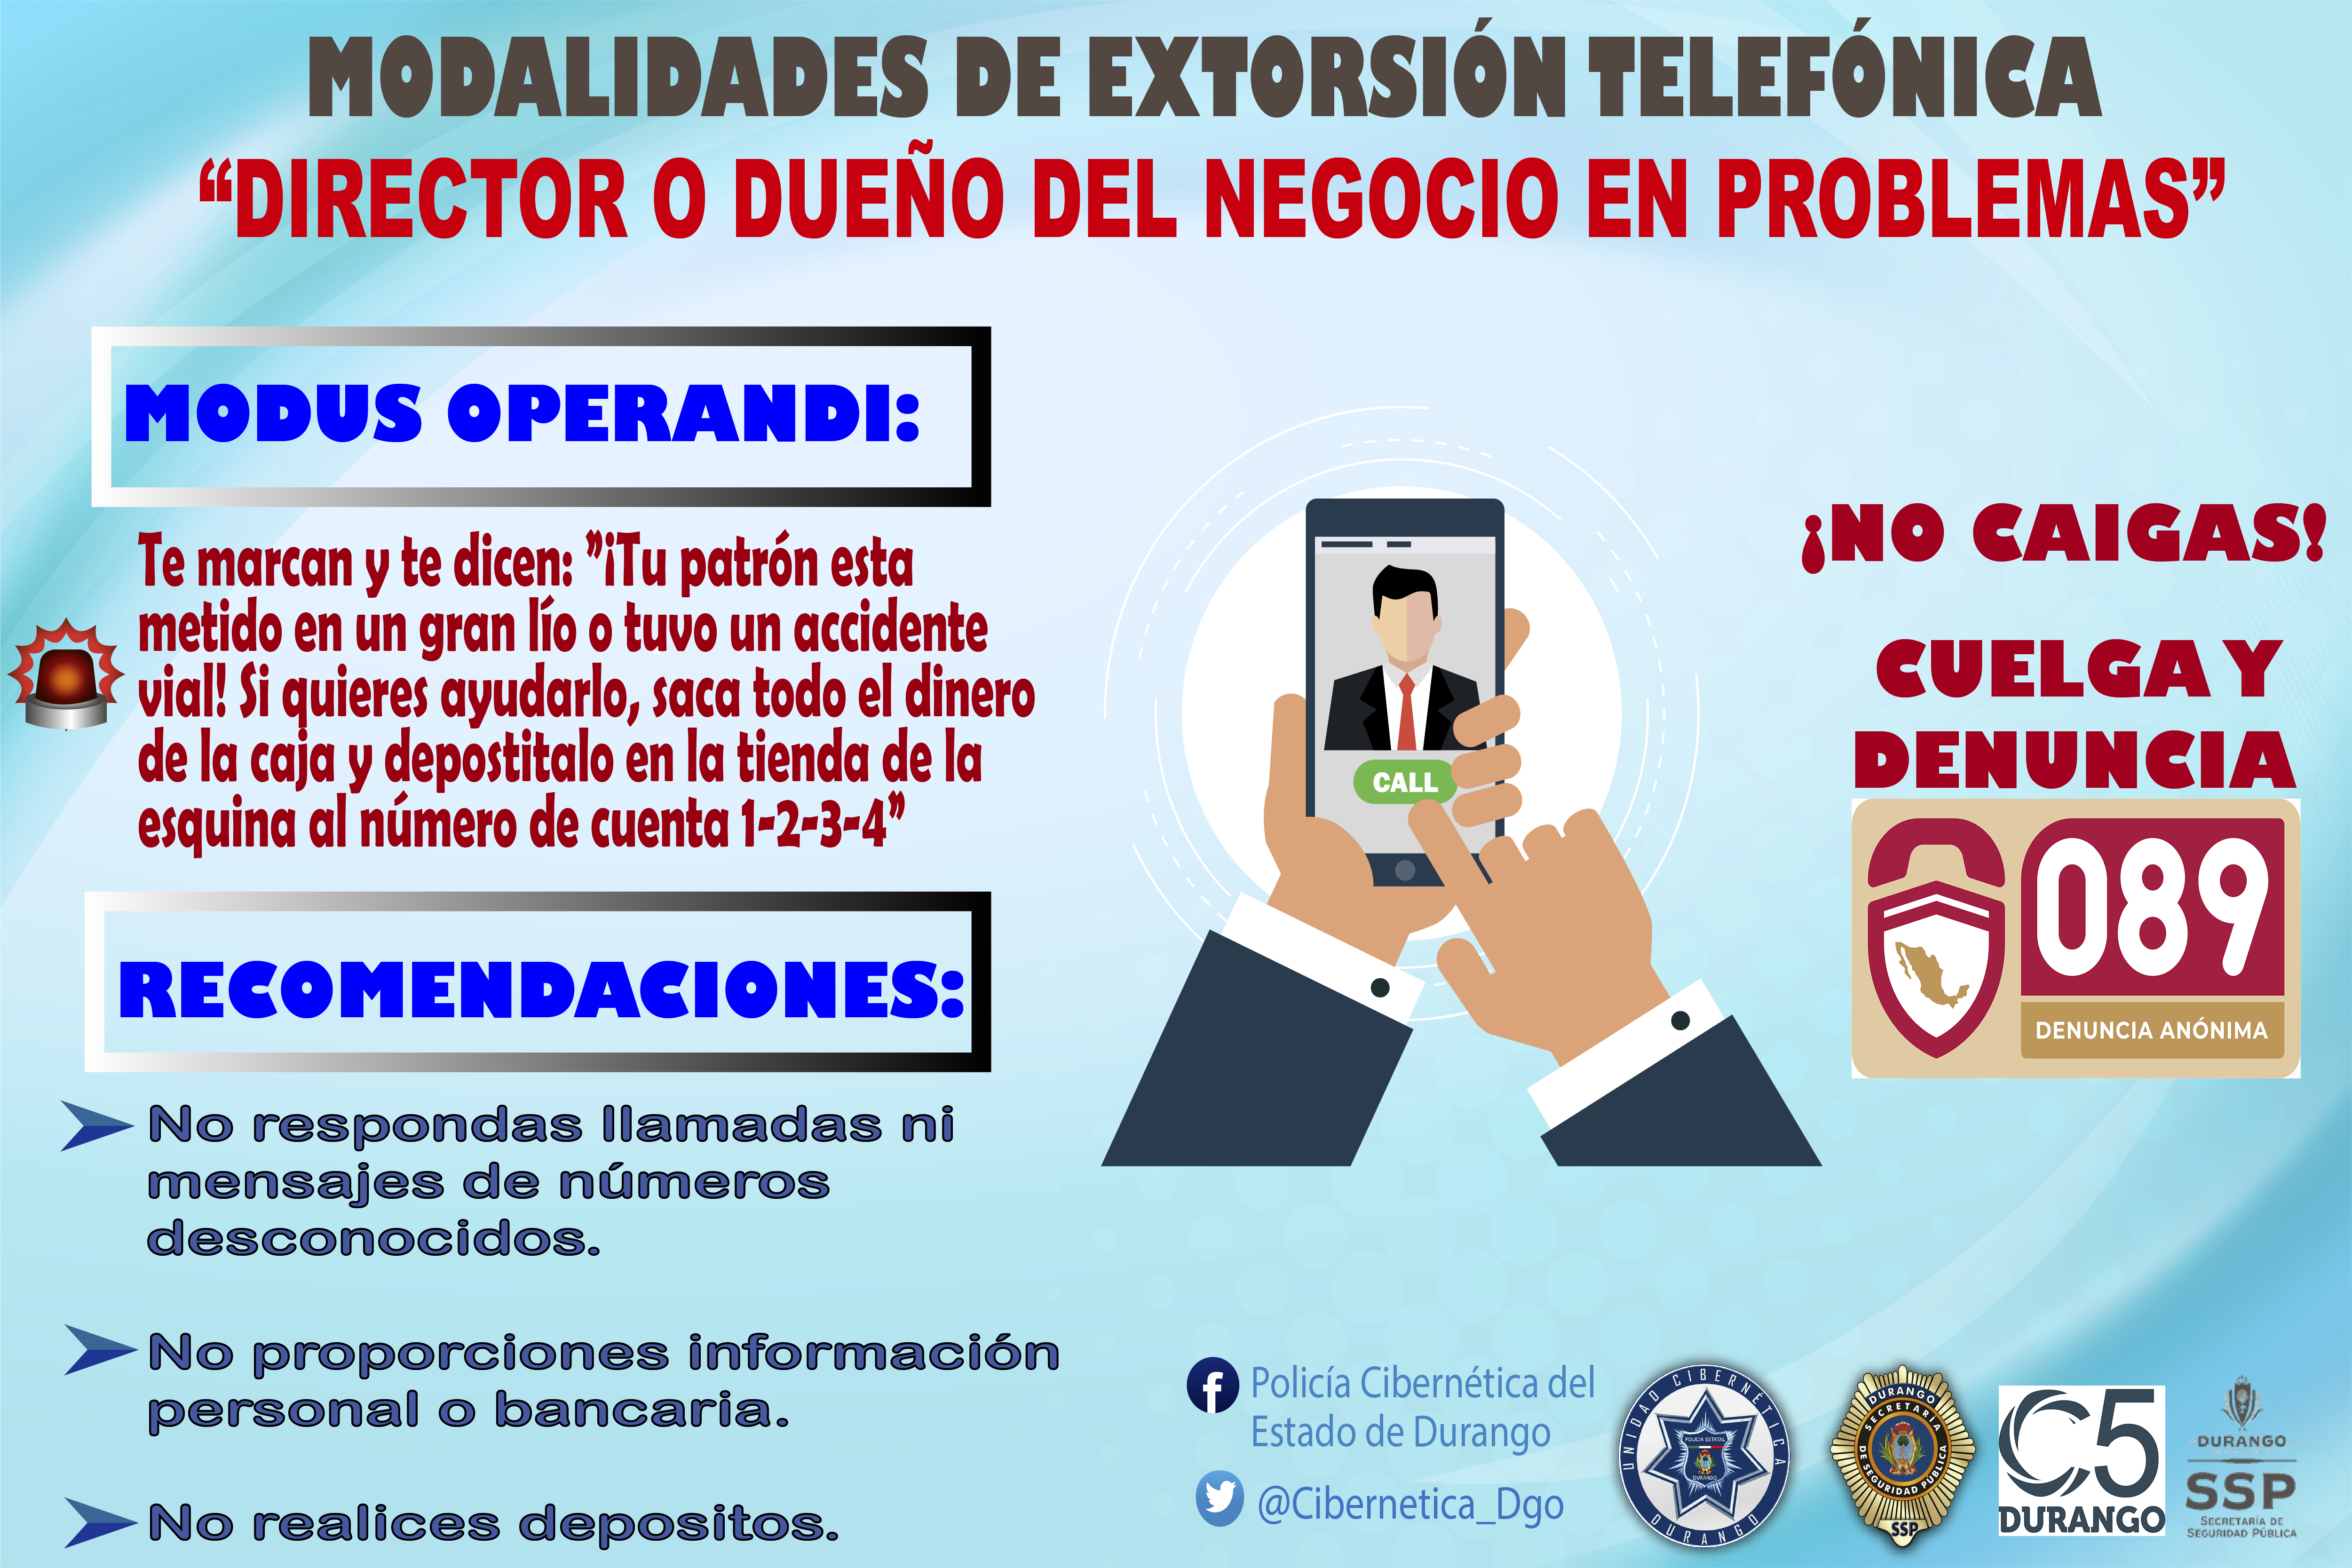 MODALIDADES DE EXTORSIÓN TELEFÓNICA
“DIRECTOR O DUEÑO DEL NEGOCIO EN PROBLEMAS”
MODUS OPERANDI:
Te marcan y te dicen: ”¡Tu patrón esta
metido en un gran lío o tuvo un accidente
vial! Si quieres ayudarlo, saca todo el dinero
de la caja y depostitalo en la tienda de la
esquina al número de cuenta 1-2-3-4”
RECOMENDACIONES:
No respondas llamadas ni
mensajes de números
desconocidos.
No proporciones información
personal o bancaria.
No realices depositos.
CALL
¡NO CAIGAS!
CUELGA Y
DENUNCIA
089
DENUNCIA ANÓNIMA
Policía Cibernética del
Estado de Durango
@Cibernetica_Dgo
UNIDAD CIBERNÉTICA
POLICIA ESTATAL
DURANGO
DURANGO
DURANGO
SECRETARÍA
DE SEGURIDAD PÚBLICA
SSP
C5
DURANGO
DURANGO
SSP
SECRETARÍA DE
SEGURIDAD PÚBLICA